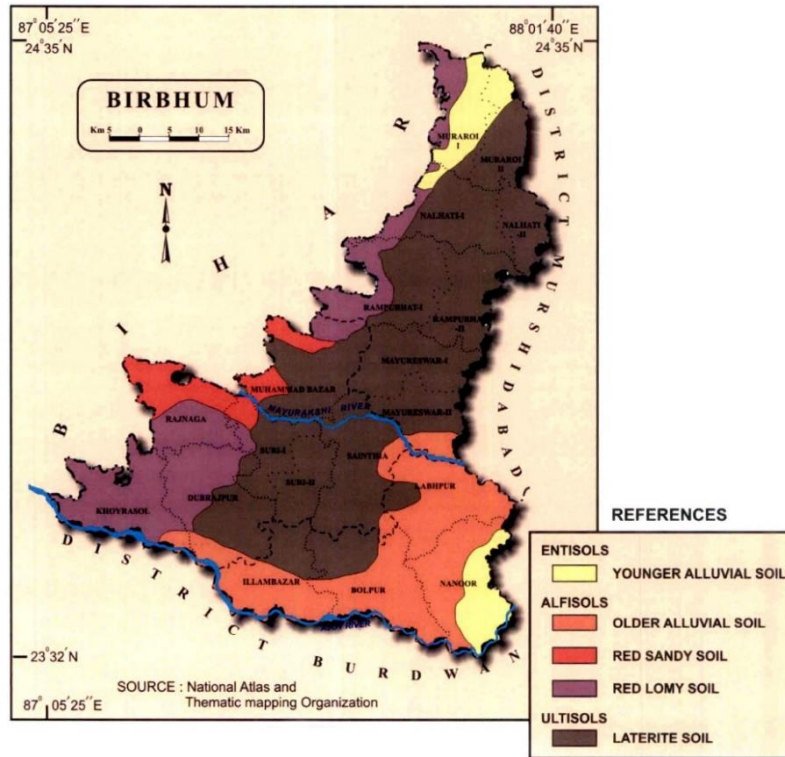 87° 05′ 25″
24° 35′N
88° 01′ 40″
24° 35′N
BIRBHUM
Km 5 0 5 10 15 Km
N
BIHAR
DISTRICT MURSHIDABAD
MURAROI
I
MURAROI
II
NALHATI-I
NALHATI
-II
RAMPURHAT-I
RAMPURHAT
-II
MAYURESWAR-I
MUHAMMAD BAZAR
MAYURAKSHI RIVER
MAYURESWAR-II
RAJNAGA
SURI-I
SAINTHIA
SURI-II
LABHPUR
DUBRAJPUR
KHOYRASOL
ILLAMBAZAR
BOLPUR
NANOOR
RIVER
DISTRICT BURDWAN
23° 32′N
87° 05′ 25″E
SOURCE : National Atlas and
Thematic mapping Organization
REFERENCES
ENTISOLS
YOUNGER ALLUVIAL SOIL
ALFISOLS
OLDER ALLUVIAL SOIL
RED SANDY SOIL
RED LOMY SOIL
ULTISOLS
LATERITE SOIL